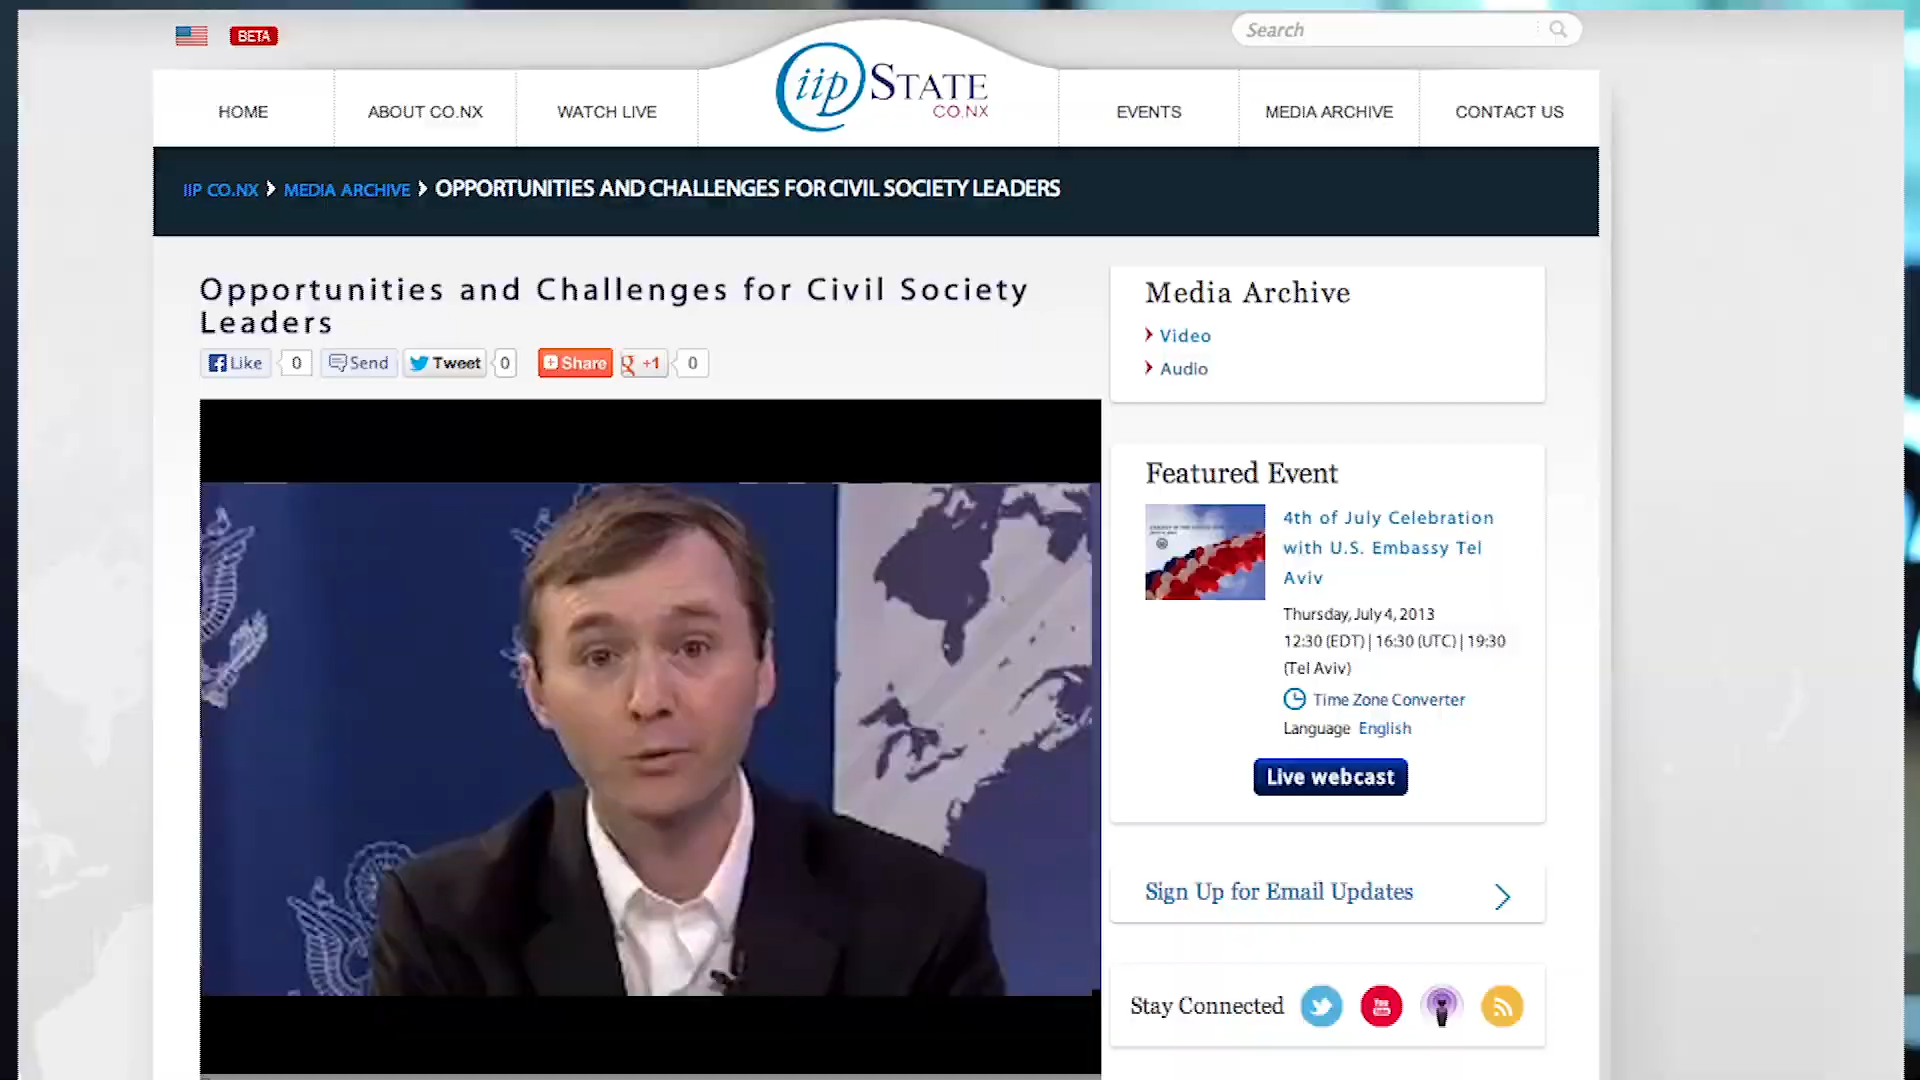 BETA
Search
HOME
ABOUT CO.NX
WATCH LIVE
iip STATE
CO.NX
EVENTS
MEDIA ARCHIVE
CONTACT US
IIP CO.NX > MEDIA ARCHIVE > OPPORTUNITIES AND CHALLENGES FOR CIVIL SOCIETY LEADERS
Opportunities and Challenges for Civil Society
Leaders
Like 0 Send Tweet 0 Share +1 0
Media Archive
Video
Audio
Featured Event
4th of July Celebration
with U.S. Embassy Tel
Aviv
Thursday, July 4, 2013
12:30 (EDT) | 16:30 (UTC) | 19:30
(Tel Aviv)
Time Zone Converter
Language English
Live webcast
Sign Up for Email Updates
Stay Connected
You
Tube